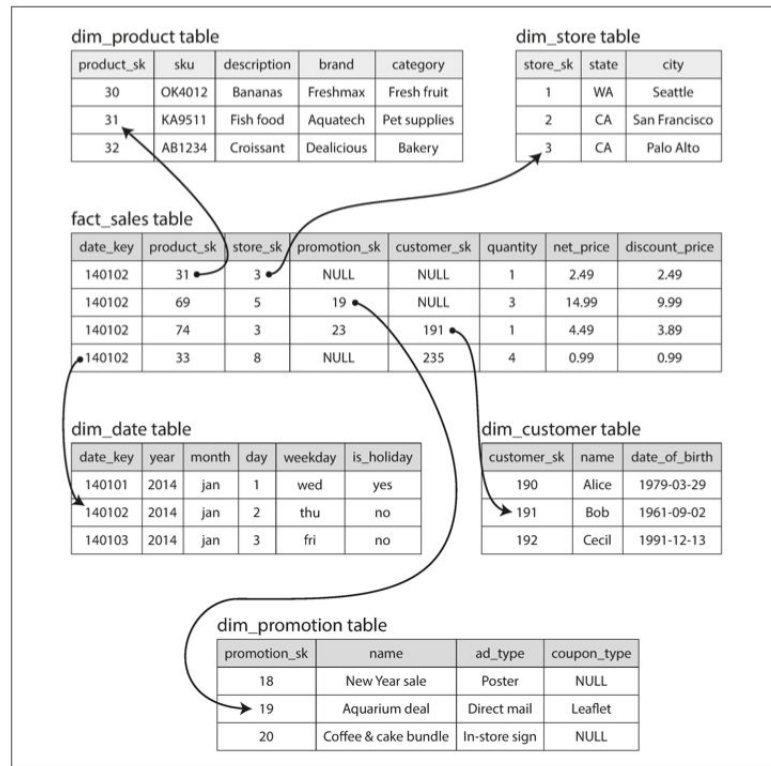 dim_product table
product_sk sku description brand category
30 OK4012 Bananas Freshmax Fresh fruit
31 KA9511 Fish food Aquatech Pet supplies
32 AB1234 Croissant Dealicious Bakery
dim_store table
store_sk state city
1 WA Seattle
2 CA San Francisco
3 CA Palo Alto
fact_sales table
date_key product_sk store_sk promotion_sk customer_sk quantity net_price discount_price
140102 31 3 NULL NULL 1 2.49 2.49
140102 69 5 19 NULL 3 14.99 9.99
140102 74 3 23 191 1 4.49 3.89
140102 33 8 NULL 235 4 0.99 0.99
dim_date table
date_key year month day weekday is_holiday
140101 2014 jan 1 wed yes
140102 2014 jan 2 thu no
140103 2014 jan 3 fri no
dim_customer table
customer_sk name date_of_birth
190 Alice 1979-03-29
191 Bob 1961-09-02
192 Cecil 1991-12-13
dim_promotion table
promotion_sk name ad_type coupon_type
18 New Year sale Poster NULL
19 Aquarium deal Direct mail Leaflet
20 Coffee & cake bundle In-store sign NULL